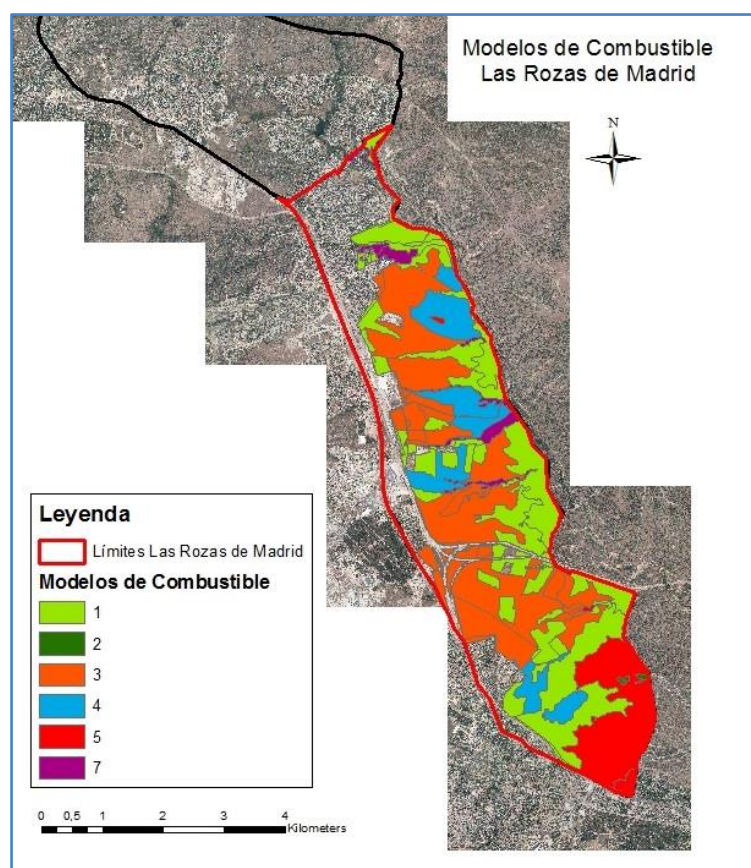 Modelos de Combustible
Las Rozas de Madrid
N
Leyenda
Límites Las Rozas de Madrid
Modelos de Combustible
1
2
3
4
5
7
0 0,5 1 2 3 4
Kilometers